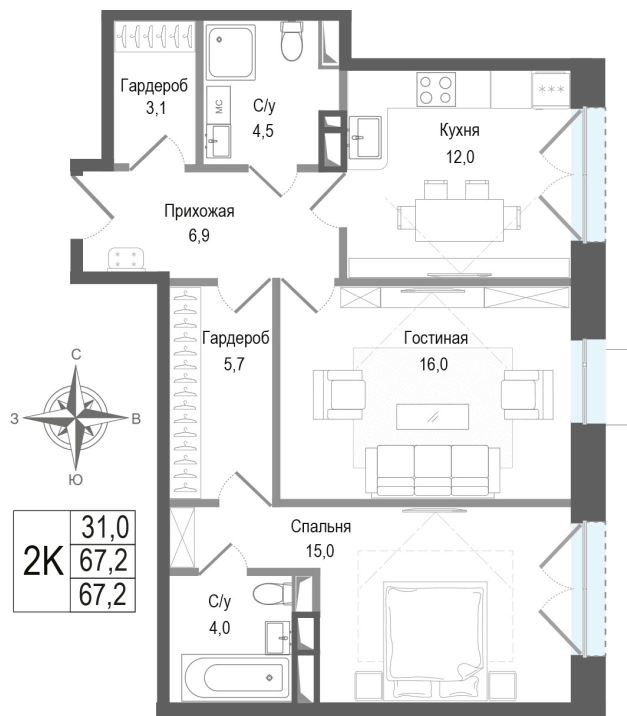 Гардероб
3,1
С/у
4,5
МС
Кухня
12,0
***
Прихожая
6,9
Гардероб
5,7
Гостиная
16,0
С
З
В
Ю
2К
31,0
67,2
67,2
Спальня
15,0
С/у
4,0